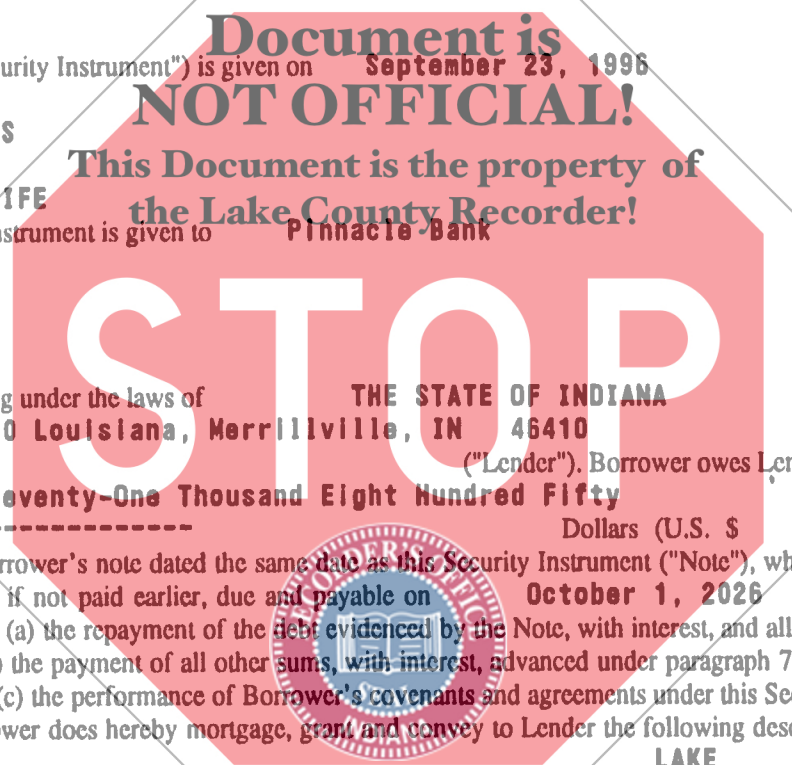 Document is
urity Instrument") is given on September 23, 1996
NOT OFFICIAL!
S
This Document is the property of
IFE
the Lake County Recorder!
strument is given to Pinnacle Bank
STOP
g under the laws of THE STATE OF INDIANA
0 Louisiana, Merrillville, IN 46410
("Lender"). Borrower owes Len
eventy-One Thousand Eight Hundred Fifty
Dollars (U.S. $
rrower's note dated the same date as this Security Instrument ("Note"), wh
if not paid earlier, due and payable on October 1, 2026
(a) the repayment of the debt evidenced by the Note, with interest, and all
) the payment of all other sums, with interest, advanced under paragraph 7
(c) the performance of Borrower's covenants and agreements under this Sec
ower does hereby mortgage, grant and convey to Lender the following desc
LAKE
RECORDER'S OFFICE
INDIANA